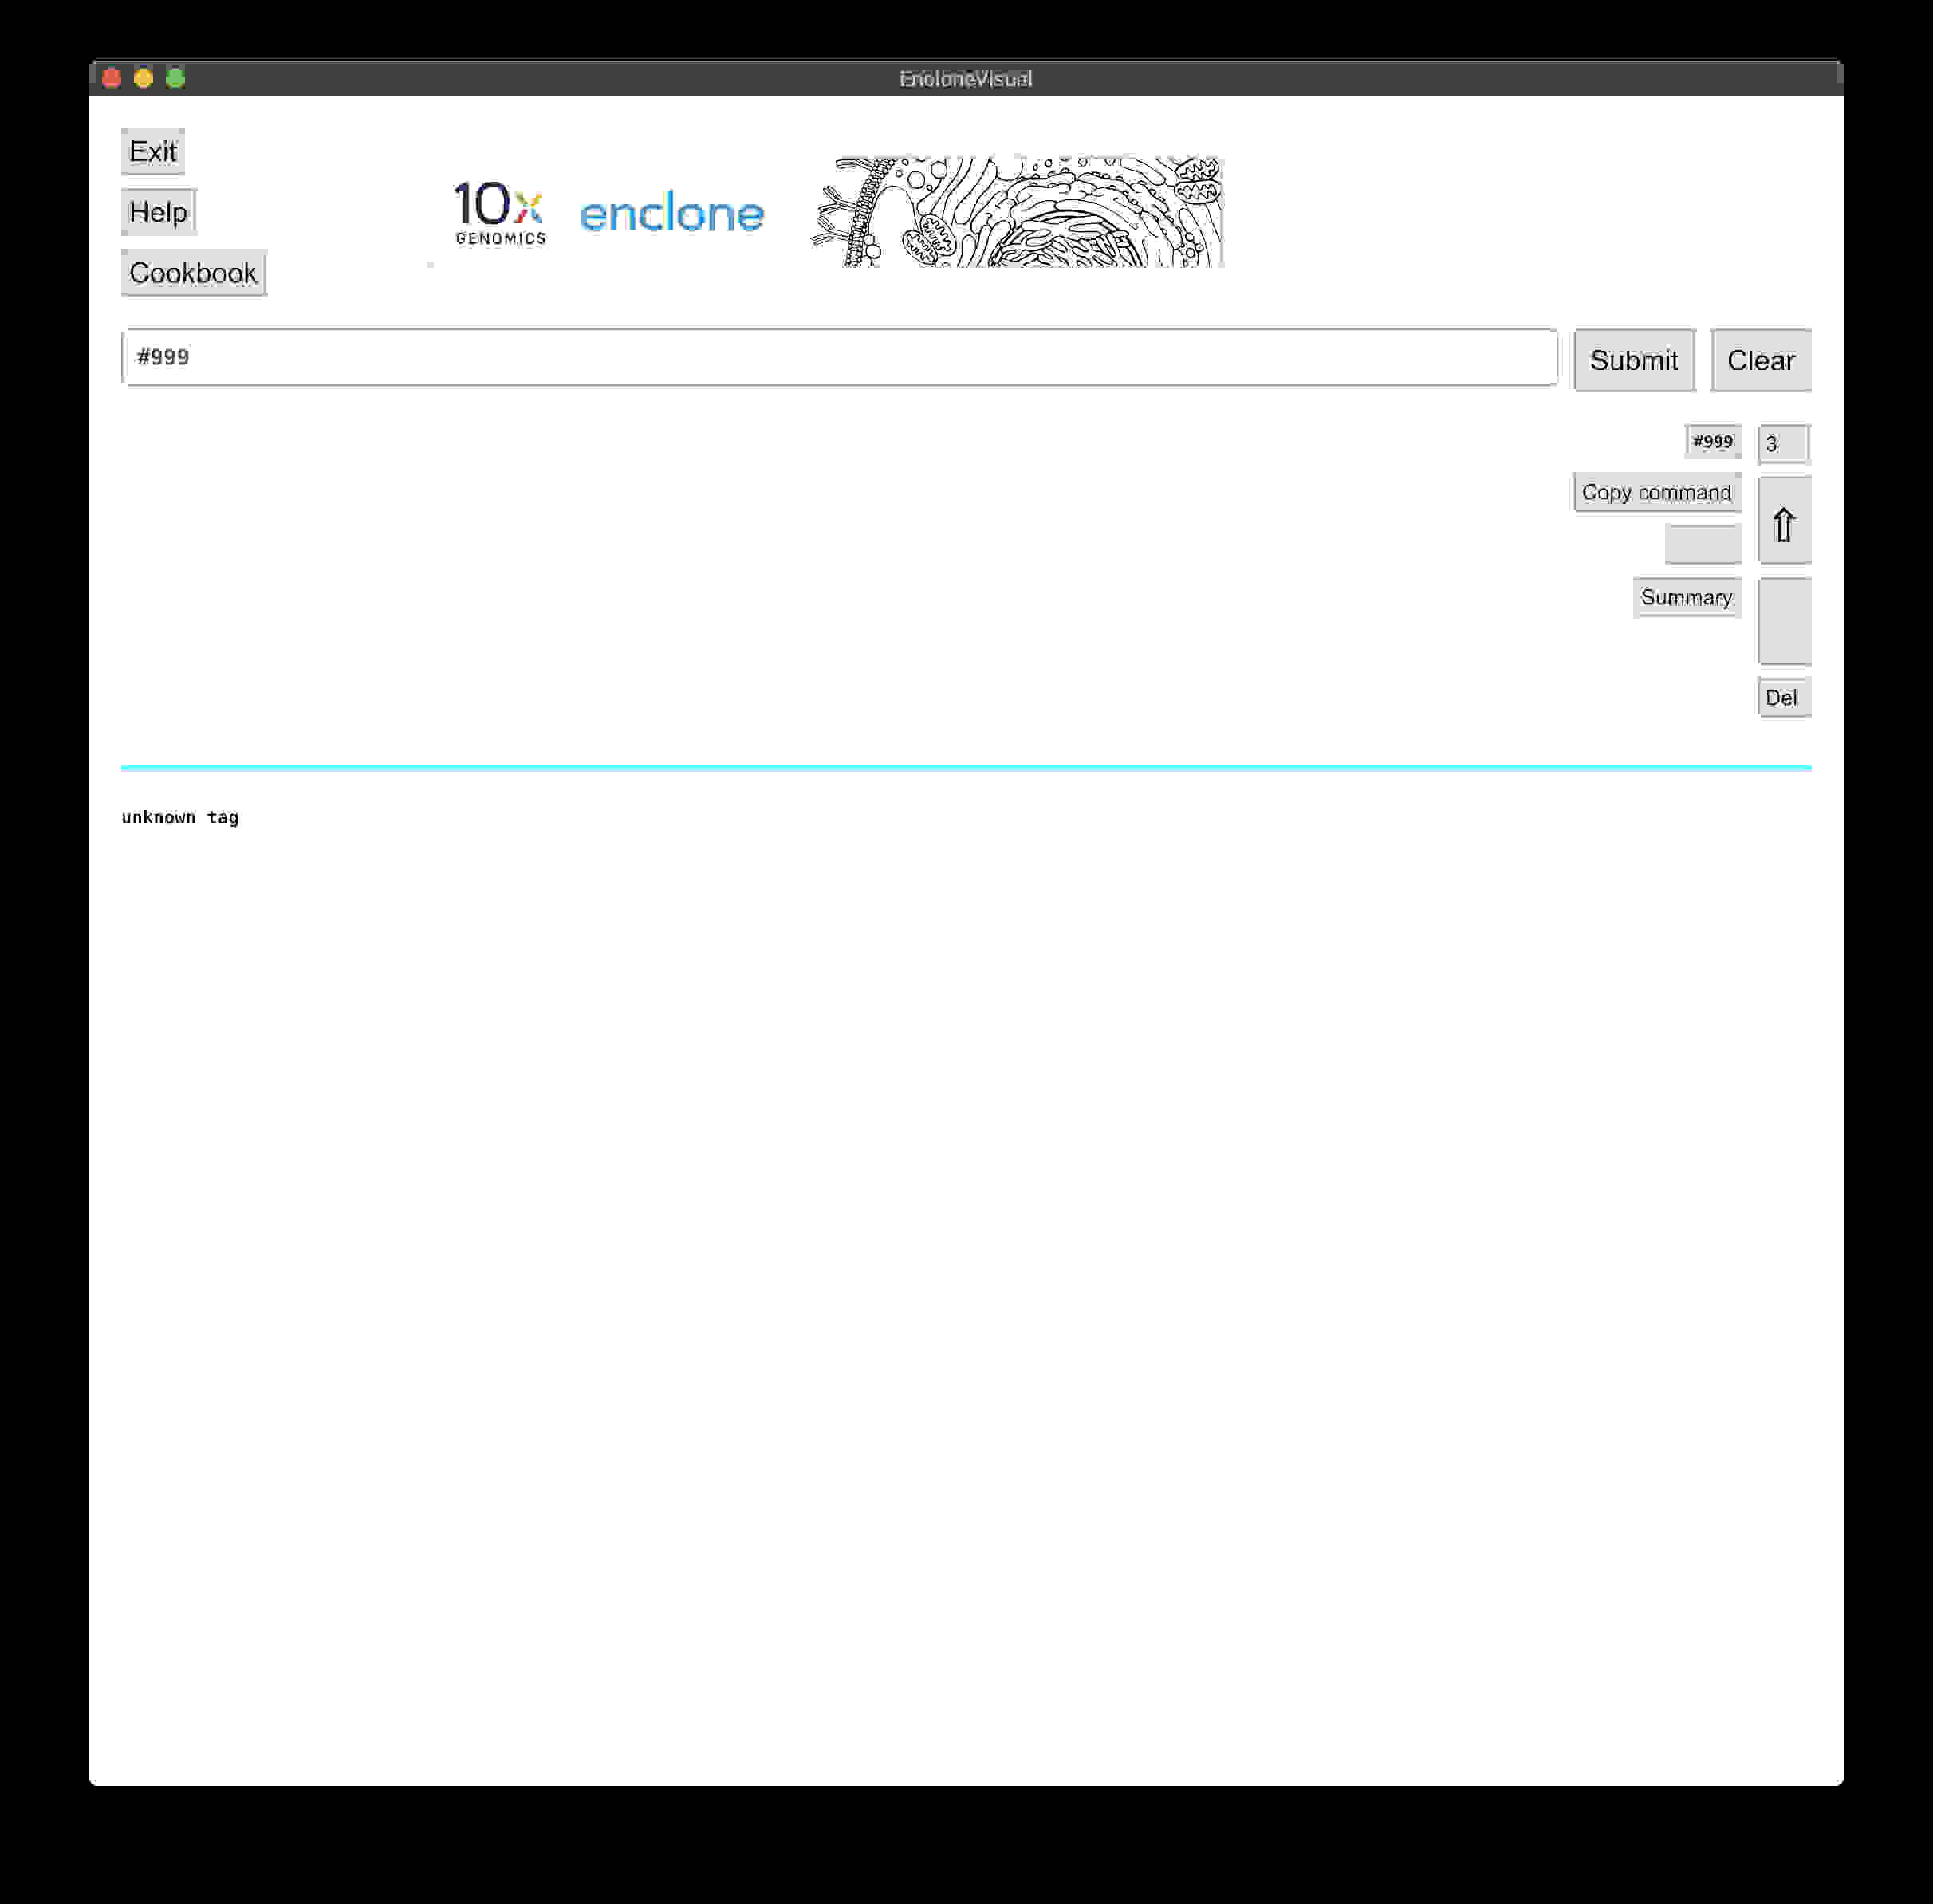 EncloneVisual
Exit
Help
Cookbook
10x
GENOMICS
enclone
#999
Submit
Clear
#999
3
Copy command
⇧
Summary
Del
unknown tag